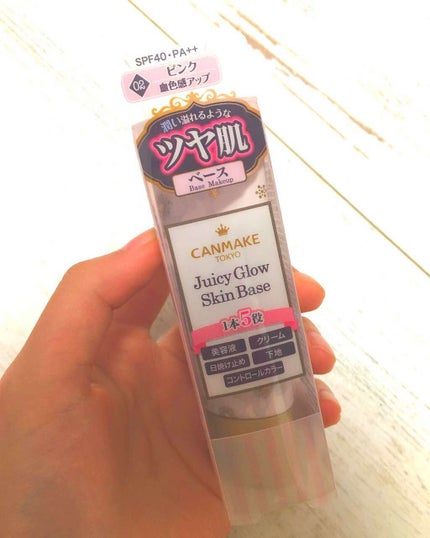 SPF40・PA++
02 ピンク
血色感アップ
潤い溢れるような
ツヤ肌
ベース
Base Makeup
CANMAKE
TOKYO
Juicy Glow
Skin Base
1本5役
美容液 クリーム
日焼け止め 下地
コントロールカラー